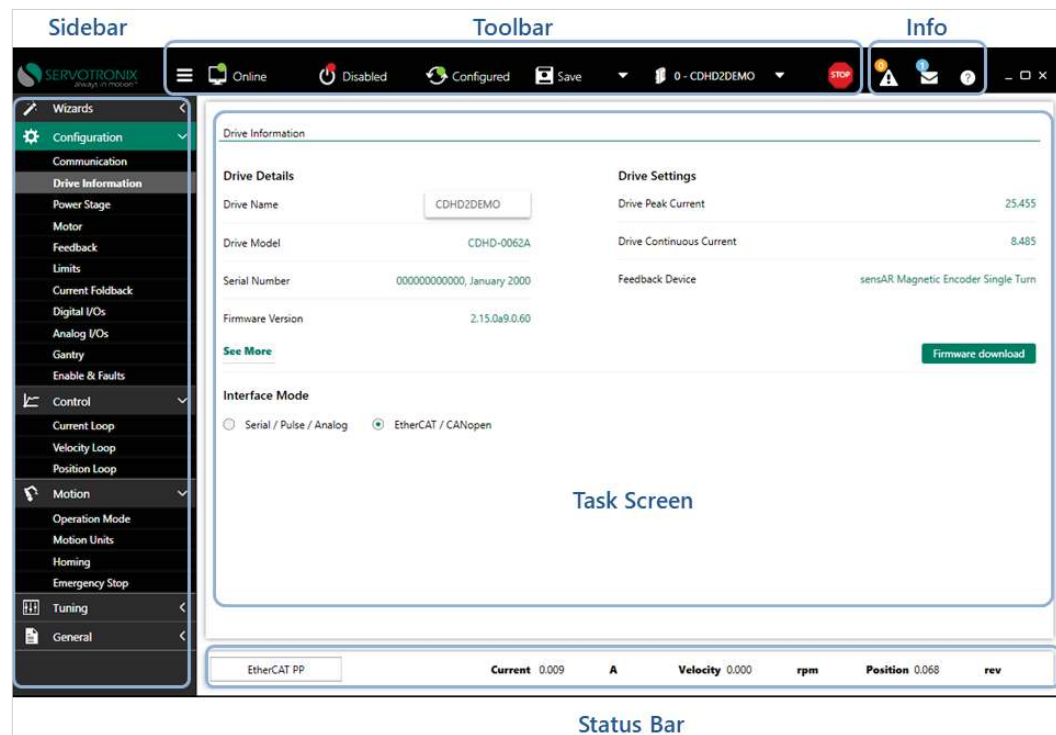 Sidebar
Toolbar
Info
SERVOTRONIX
always in motion
Online
Disabled
Configured
Save
0 - CDHD2DEMO
STOP
0
1
?
Wizards
Configuration
Communication
Drive Information
Power Stage
Motor
Feedback
Limits
Current Foldback
Digital I/Os
Analog I/Os
Gantry
Enable & Faults
Control
Current Loop
Velocity Loop
Position Loop
Motion
Operation Mode
Motion Units
Homing
Emergency Stop
Tuning
General
Drive Information
Drive Details
Drive Name CDHD2DEMO
Drive Model CDHD-0062A
Serial Number 000000000000, January 2000
Firmware Version 2.15.0a9.0.60
See More
Drive Settings
Drive Peak Current 25.455
Drive Continuous Current 8.485
Feedback Device sensAR Magnetic Encoder Single Turn
Firmware download
Interface Mode
Serial / Pulse / Analog EtherCAT / CANopen
Task Screen
EtherCAT PP Current 0.009 A Velocity 0.000 rpm Position 0.068 rev
Status Bar